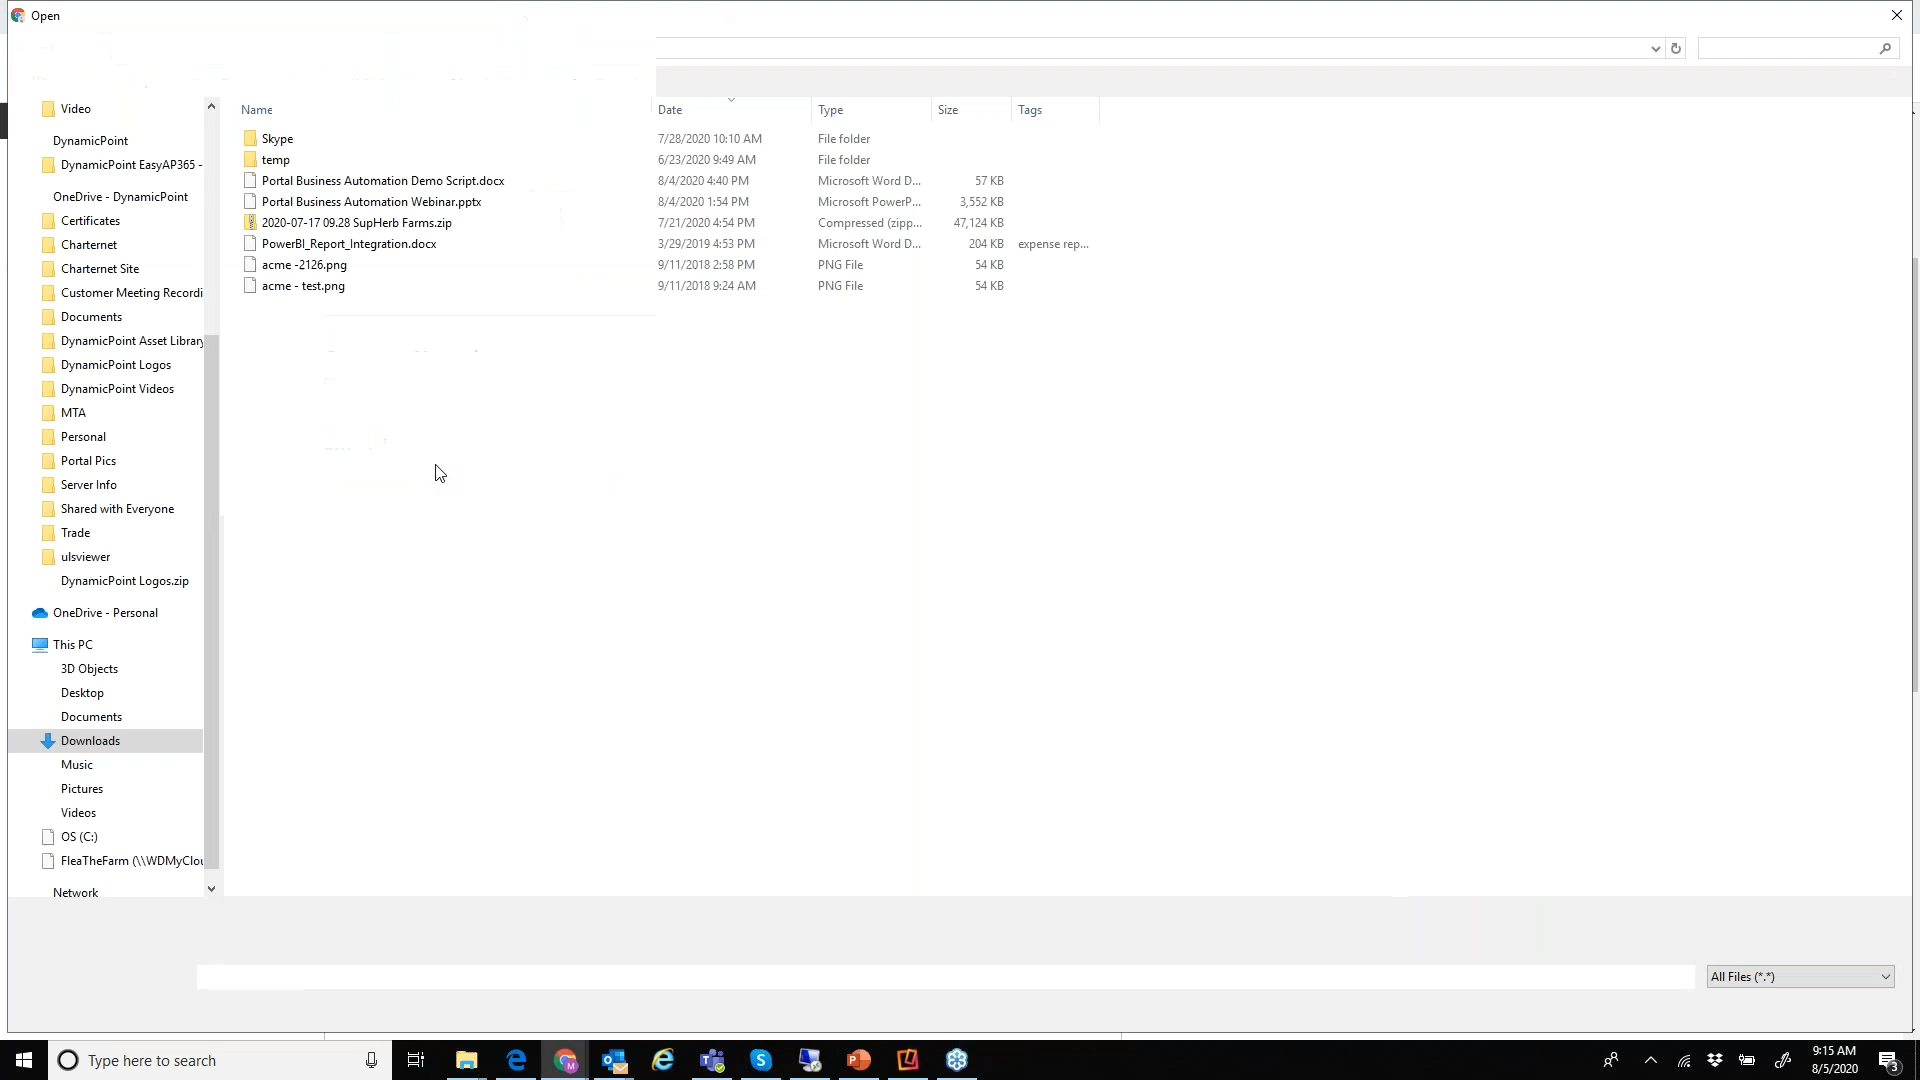 Open
Name Date Type Size Tags
Skype 7/28/2020 10:10 AM File folder
temp 6/23/2020 9:49 AM File folder
Portal Business Automation Demo Script.docx 8/4/2020 4:40 PM Microsoft Word D... 57 KB
Portal Business Automation Webinar.pptx 8/4/2020 1:54 PM Microsoft PowerP... 3,552 KB
2020-07-17 09.28 SupHerb Farms.zip 7/21/2020 4:54 PM Compressed (zipp... 47,124 KB
PowerBI_Report_Integration.docx 3/29/2019 4:53 PM Microsoft Word D... 204 KB expense rep...
acme -2126.png 9/11/2018 2:58 PM PNG File 54 KB
acme - test.png 9/11/2018 9:24 AM PNG File 54 KB
Video
DynamicPoint
DynamicPoint EasyAP365 -
OneDrive - DynamicPoint
Certificates
Charternet
Charternet Site
Customer Meeting Recordi
Documents
DynamicPoint Asset Library
DynamicPoint Logos
DynamicPoint Videos
MTA
Personal
Portal Pics
Server Info
Shared with Everyone
Trade
ulsviewer
DynamicPoint Logos.zip
OneDrive - Personal
This PC
3D Objects
Desktop
Documents
Downloads
Music
Pictures
Videos
OS (C:)
FleaTheFarm (\\WDMyClou
Network
All Files (*.*)
Type here to search
9:15 AM
8/5/2020
3